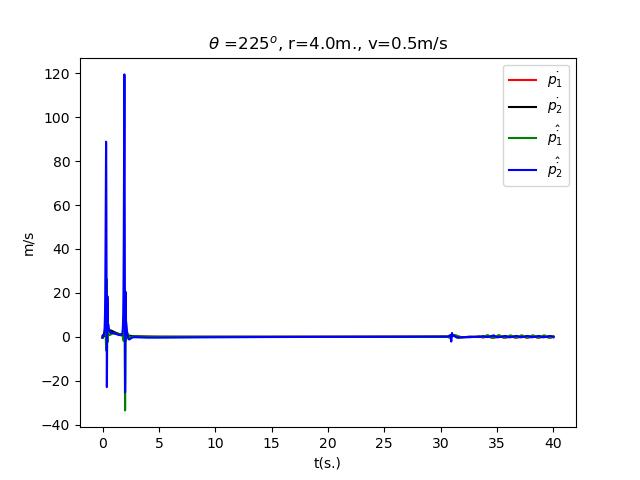 θ =225°, r=4.0m., v=0.5m/s
120
100
80
60
40
20
0
−20
−40
m/s
0 5 10 15 20 25 30 35 40
t(s.)
ṗ₁
ṗ₂
ṗ̂₁
ṗ̂₂